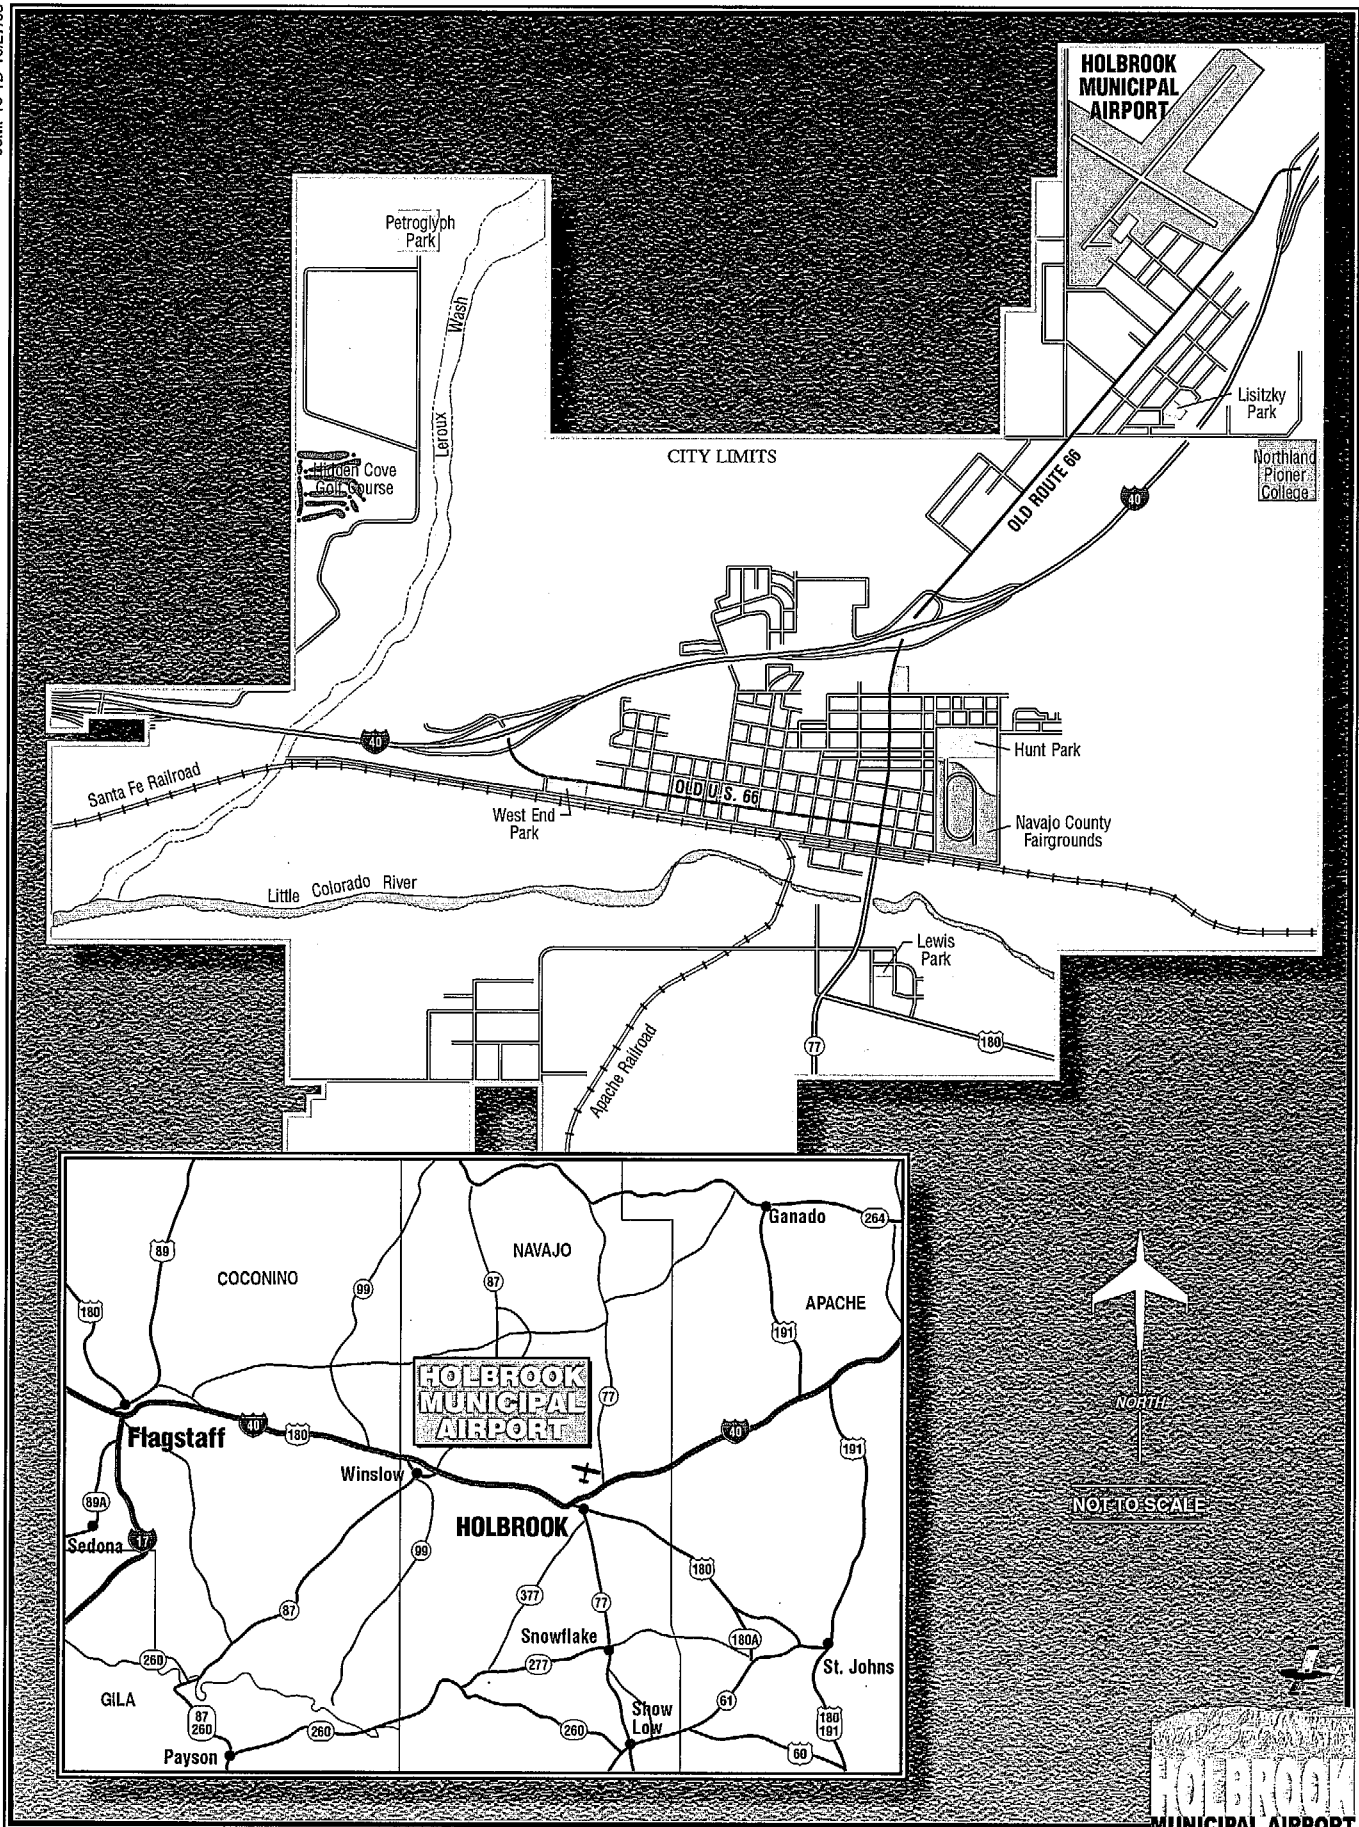 HOLBROOK
MUNICIPAL
AIRPORT
Petroglyph
Park
Wash
Leroux
Lisitzky
Park
CITY LIMITS
Hidden Cove
Golf Course
OLD ROUTE 66
40
Northland
Pioner
College
40
Hunt Park
Santa Fe Railroad
OLD U.S. 66
West End
Park
Navajo County
Fairgrounds
Little Colorado River
Lewis
Park
77
180
Apache Railroad
Ganado
264
89
COCONINO
NAVAJO
99
87
180
APACHE
191
HOLBROOK
MUNICIPAL
AIRPORT
77
NORTH
Flagstaff
40
180
40
191
Winslow
89A
HOLBROOK
NOT TO SCALE
Sedona
17
99
180
377
77
87
Snowflake
180A
260
277
St. Johns
GILA
61
87
260
260
260
Show
Low
180
191
60
Payson
HOLBROOK
MUNICIPAL AIRPORT